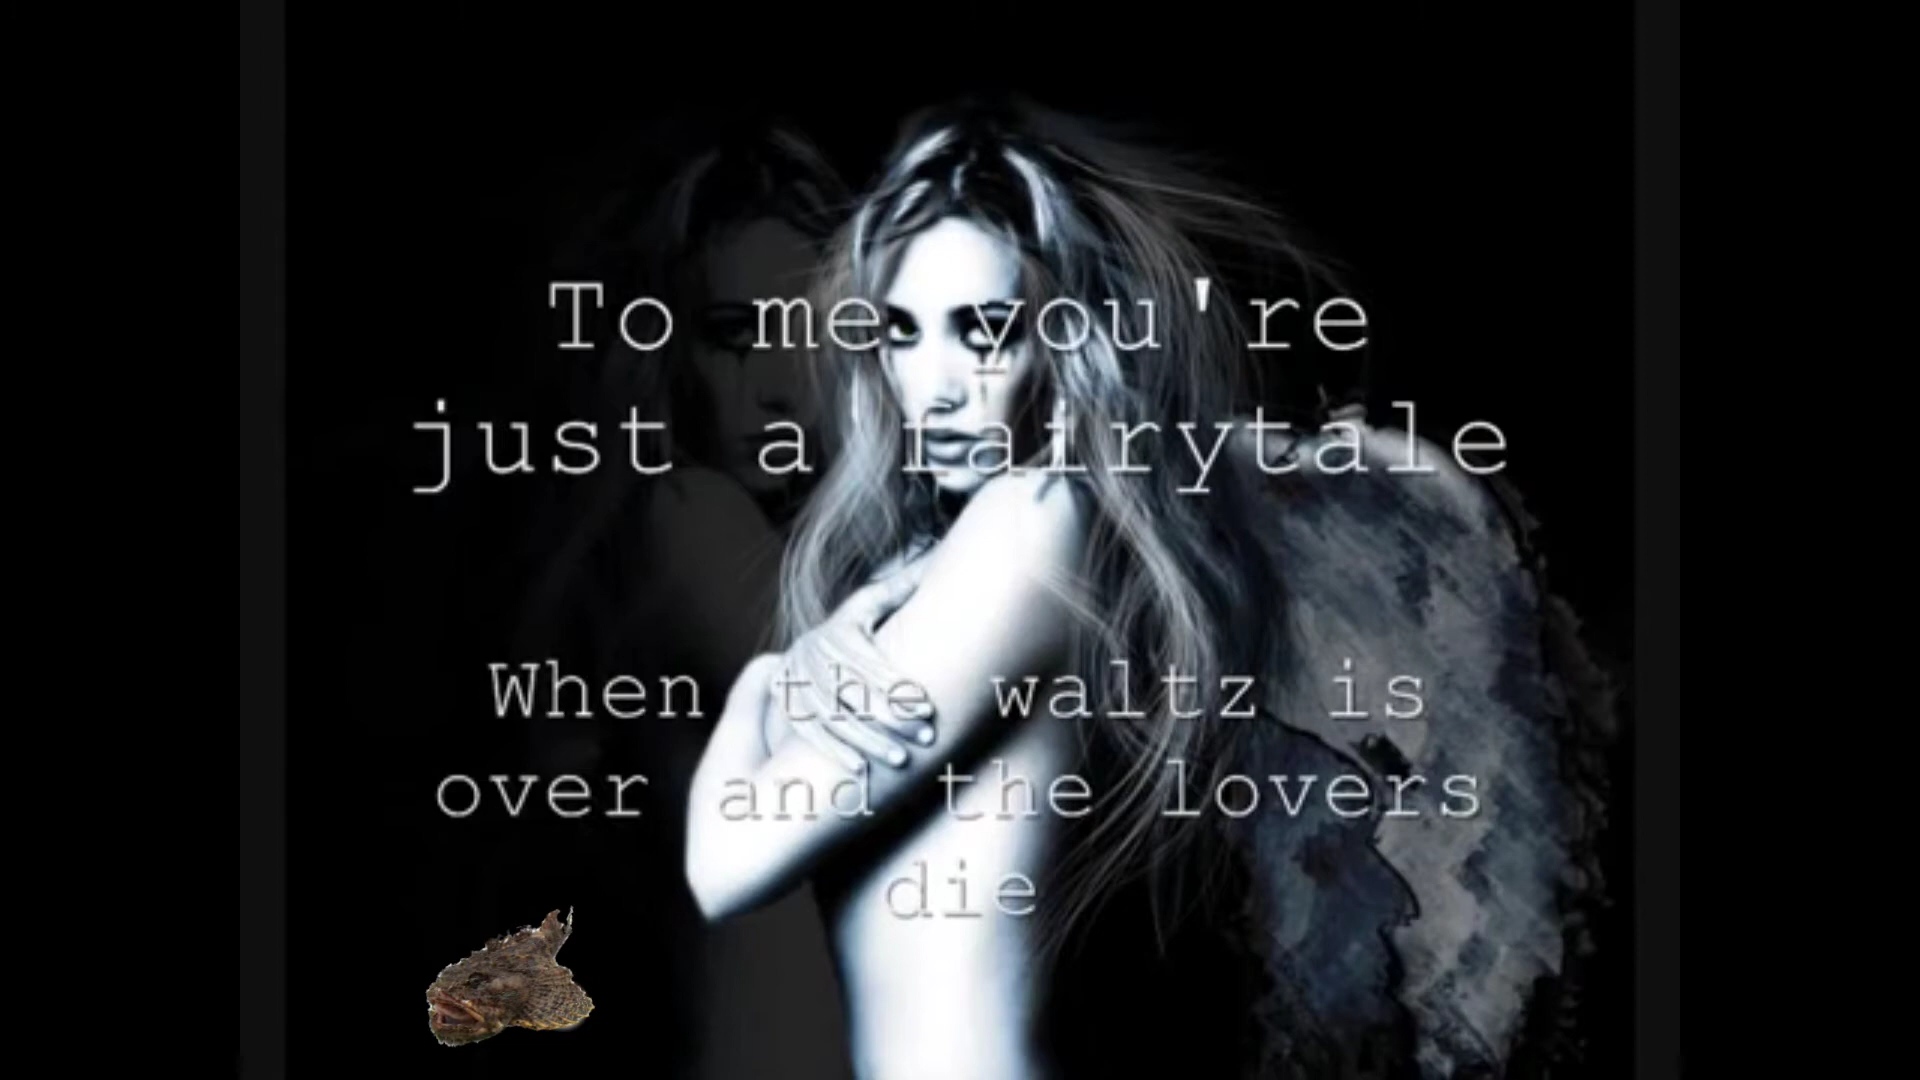 To me you're
just a fairytale
When the waltz is
over and the lovers
die